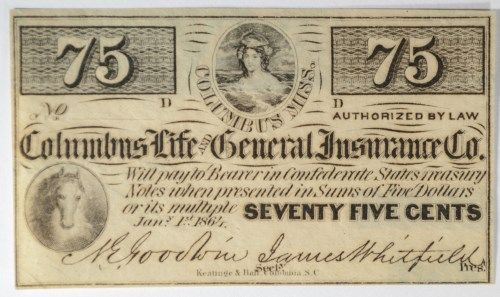 75 75
COLUMBUS MISS.
No D D
AUTHORIZED BY LAW
Columbus Life AND General Insurance Co.
Will pay to Bearer in Confederate States treasury
Notes when presented in Sums of Five Dollars
or its multiple SEVENTY FIVE CENTS
Jany. 1st. 1864.
N. E. Goodwin James Whitfield
Secty. Pres.
Keatinge & Ball, Columbia S.C